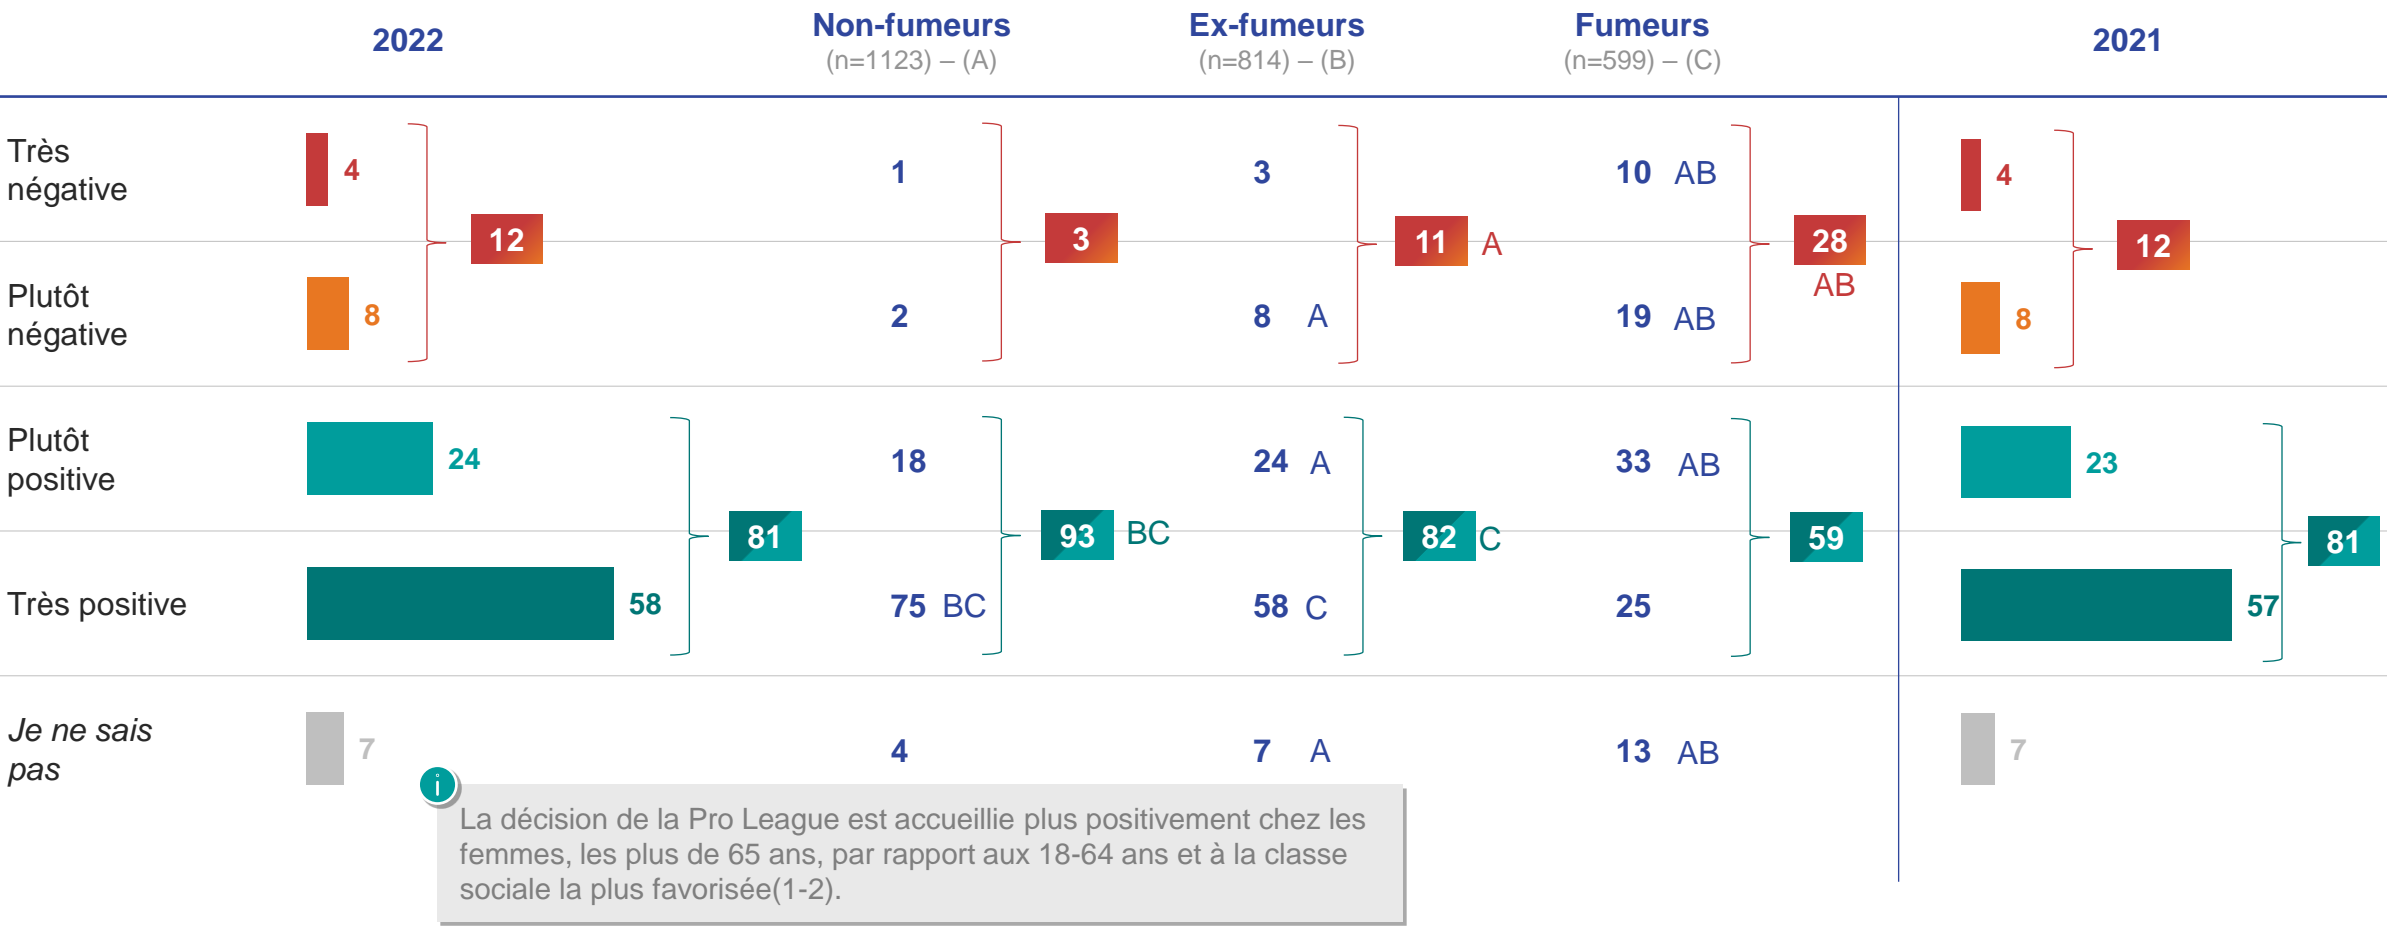 2022 Non-fumeurs Ex-fumeurs Fumeurs 2021
(n=1123) – (A) (n=814) – (B) (n=599) – (C)
Très
négative
4 1 3 10 AB 4
12 3 11 A 28 AB 12
Plutôt
négative
8 2 8 A 19 AB 8
Plutôt
positive
24 18 24 A 33 AB 23
81 93 BC 82 C 59 81
Très positive 58 75 BC 58 C 25 57
Je ne sais
pas
7 4 7 A 13 AB 7
i
La décision de la Pro League est accueillie plus positivement chez les
femmes, les plus de 65 ans, par rapport aux 18-64 ans et à la classe
sociale la plus favorisée(1-2).